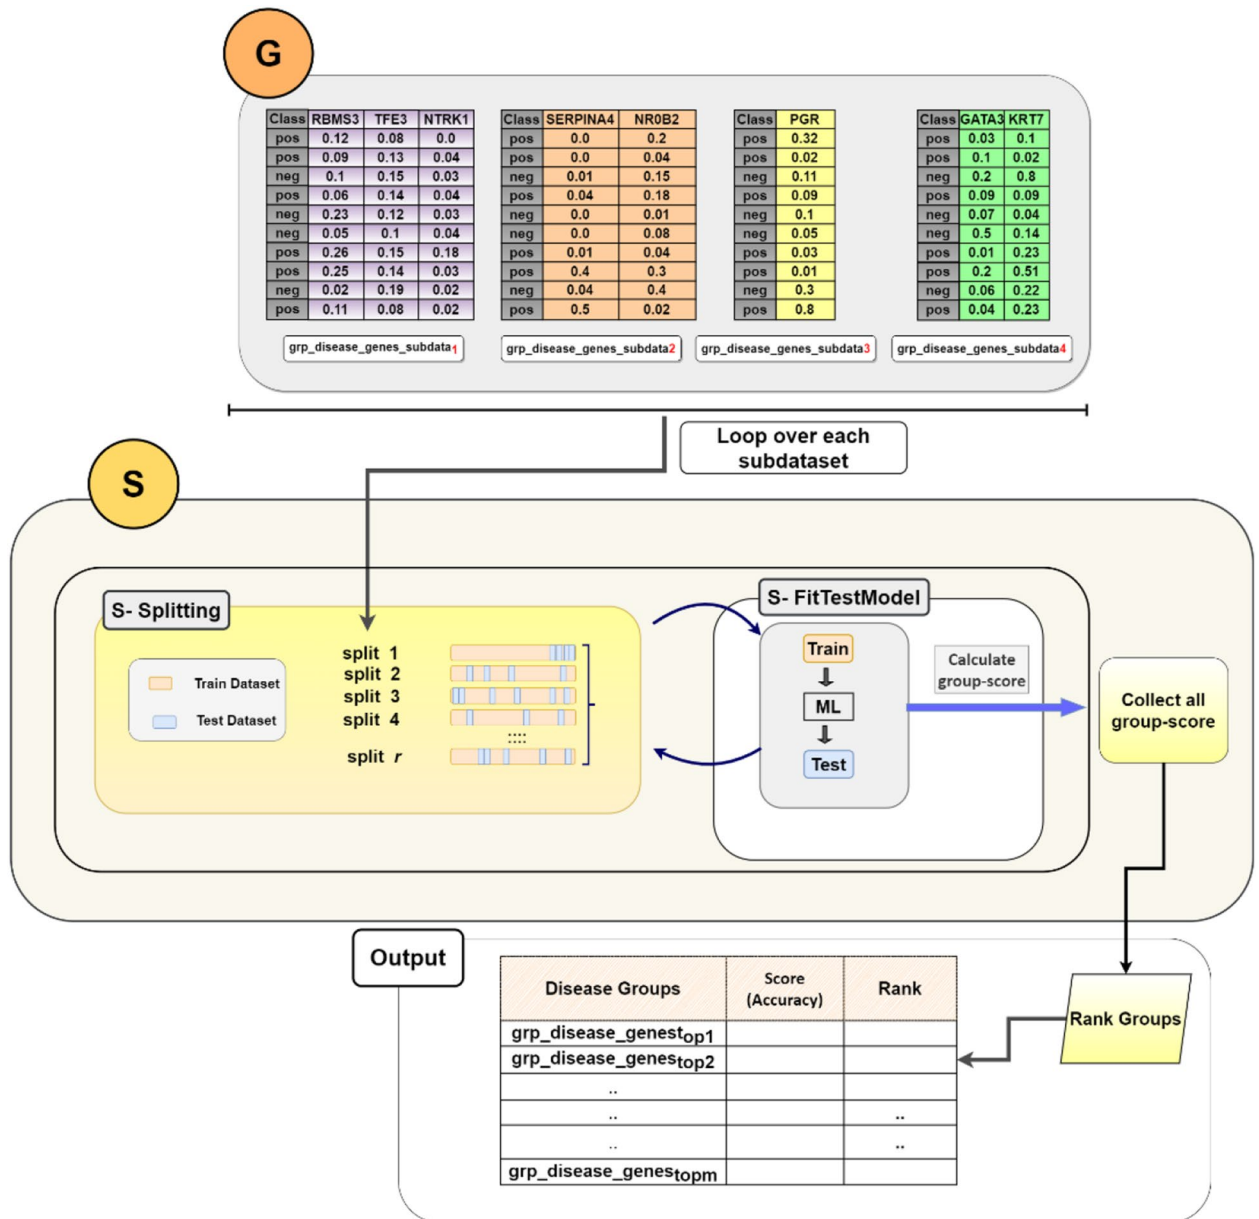 G
Class RBMS3 TFE3 NTRK1
pos 0.12 0.08 0.0
pos 0.09 0.13 0.04
neg 0.1 0.15 0.03
pos 0.06 0.14 0.04
neg 0.23 0.12 0.03
neg 0.05 0.1 0.04
pos 0.26 0.15 0.18
pos 0.25 0.14 0.03
neg 0.02 0.19 0.02
pos 0.11 0.08 0.02
grp_disease_genes_subdata1
Class SERPINA4 NR0B2
pos 0.0 0.2
pos 0.0 0.04
neg 0.01 0.15
pos 0.04 0.18
neg 0.0 0.01
neg 0.0 0.08
pos 0.01 0.04
pos 0.4 0.3
neg 0.04 0.4
pos 0.5 0.02
grp_disease_genes_subdata2
Class PGR
pos 0.32
pos 0.02
neg 0.11
pos 0.09
neg 0.1
neg 0.05
pos 0.03
pos 0.01
neg 0.3
pos 0.8
grp_disease_genes_subdata3
Class GATA3 KRT7
pos 0.03 0.1
pos 0.1 0.02
neg 0.2 0.8
pos 0.09 0.09
neg 0.07 0.04
neg 0.5 0.14
pos 0.01 0.23
pos 0.2 0.51
neg 0.06 0.22
pos 0.04 0.23
grp_disease_genes_subdata4
Loop over each
subdataset
S
S- Splitting
Train Dataset
Test Dataset
split 1
split 2
split 3
split 4
::::
split r
S- FitTestModel
Train
ML
Test
Calculate
group-score
Collect all
group-score
Rank Groups
Output
Disease Groups Score (Accuracy) Rank
grp_disease_genestop1
grp_disease_genestop2
..
.. ..
.. ..
grp_disease_genestopm